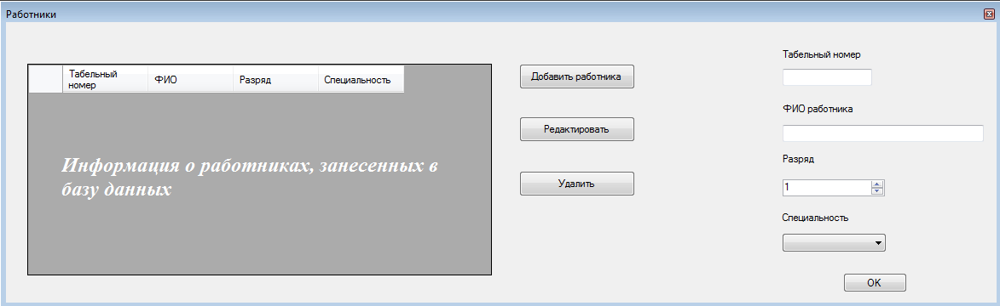 Работники
Табельный
номер
ФИО
Разряд
Специальность
Информация о работниках, занесенных в
базу данных
Добавить работника
Редактировать
Удалить
Табельный номер
ФИО работника
Разряд
1
Специальность
OK